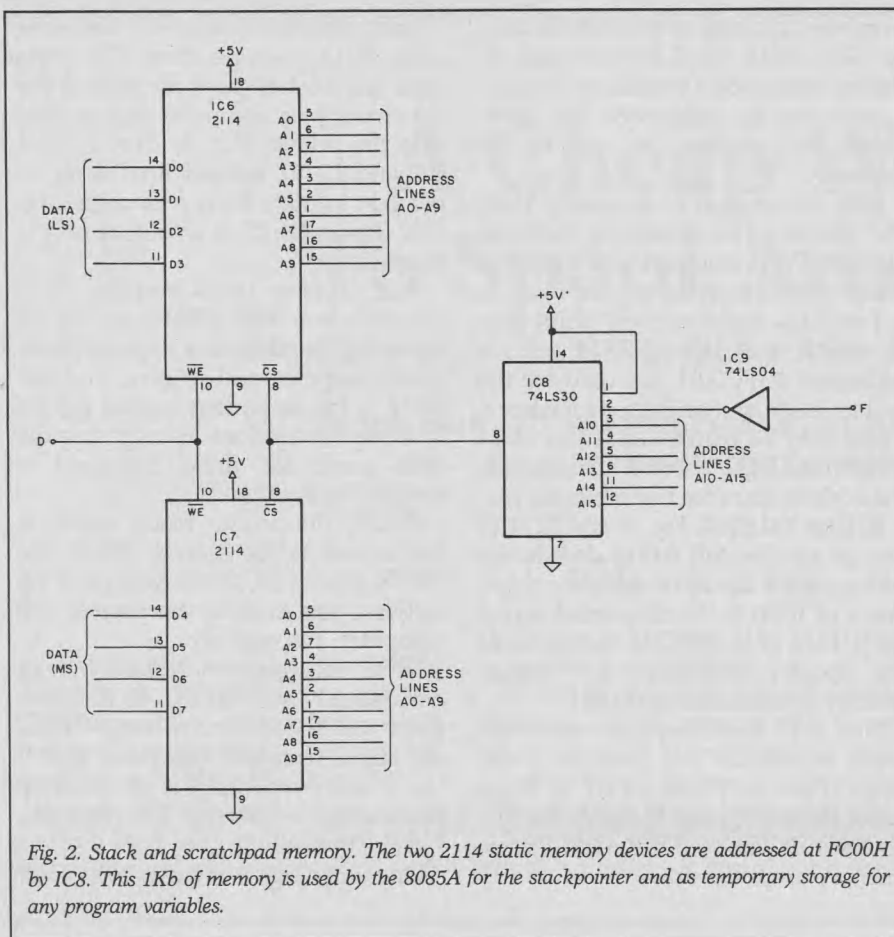 +5V
18
IC6
2114
A0 5
A1 6
A2 7
A3 4
A4 3
A5 2
A6 1
A7 17
A8 16
A9 15
ADDRESS
LINES
A0-A9
DATA
(LS)
14 D0
13 D1
12 D2
11 D3
WE
CS
10
9
8
D
+5V
10
18
8
WE
CS
IC7
2114
DATA
(MS)
14 D4
13 D5
12 D6
11 D7
A0 5
A1 6
A2 7
A3 4
A4 3
A5 2
A6 1
A7 17
A8 16
A9 15
ADDRESS
LINES
A0-A9
9
+5V
14
IC8
74LS30
8
1
2
A10 3
A11 4
A12 5
A13 6
A14 11
A15 12
ADDRESS
LINES
A10-A15
7
IC9
74LS04
F
Fig. 2. Stack and scratchpad memory. The two 2114 static memory devices are addressed at FC00H
by IC8. This 1Kb of memory is used by the 8085A for the stackpointer and as temporary storage for
any program variables.